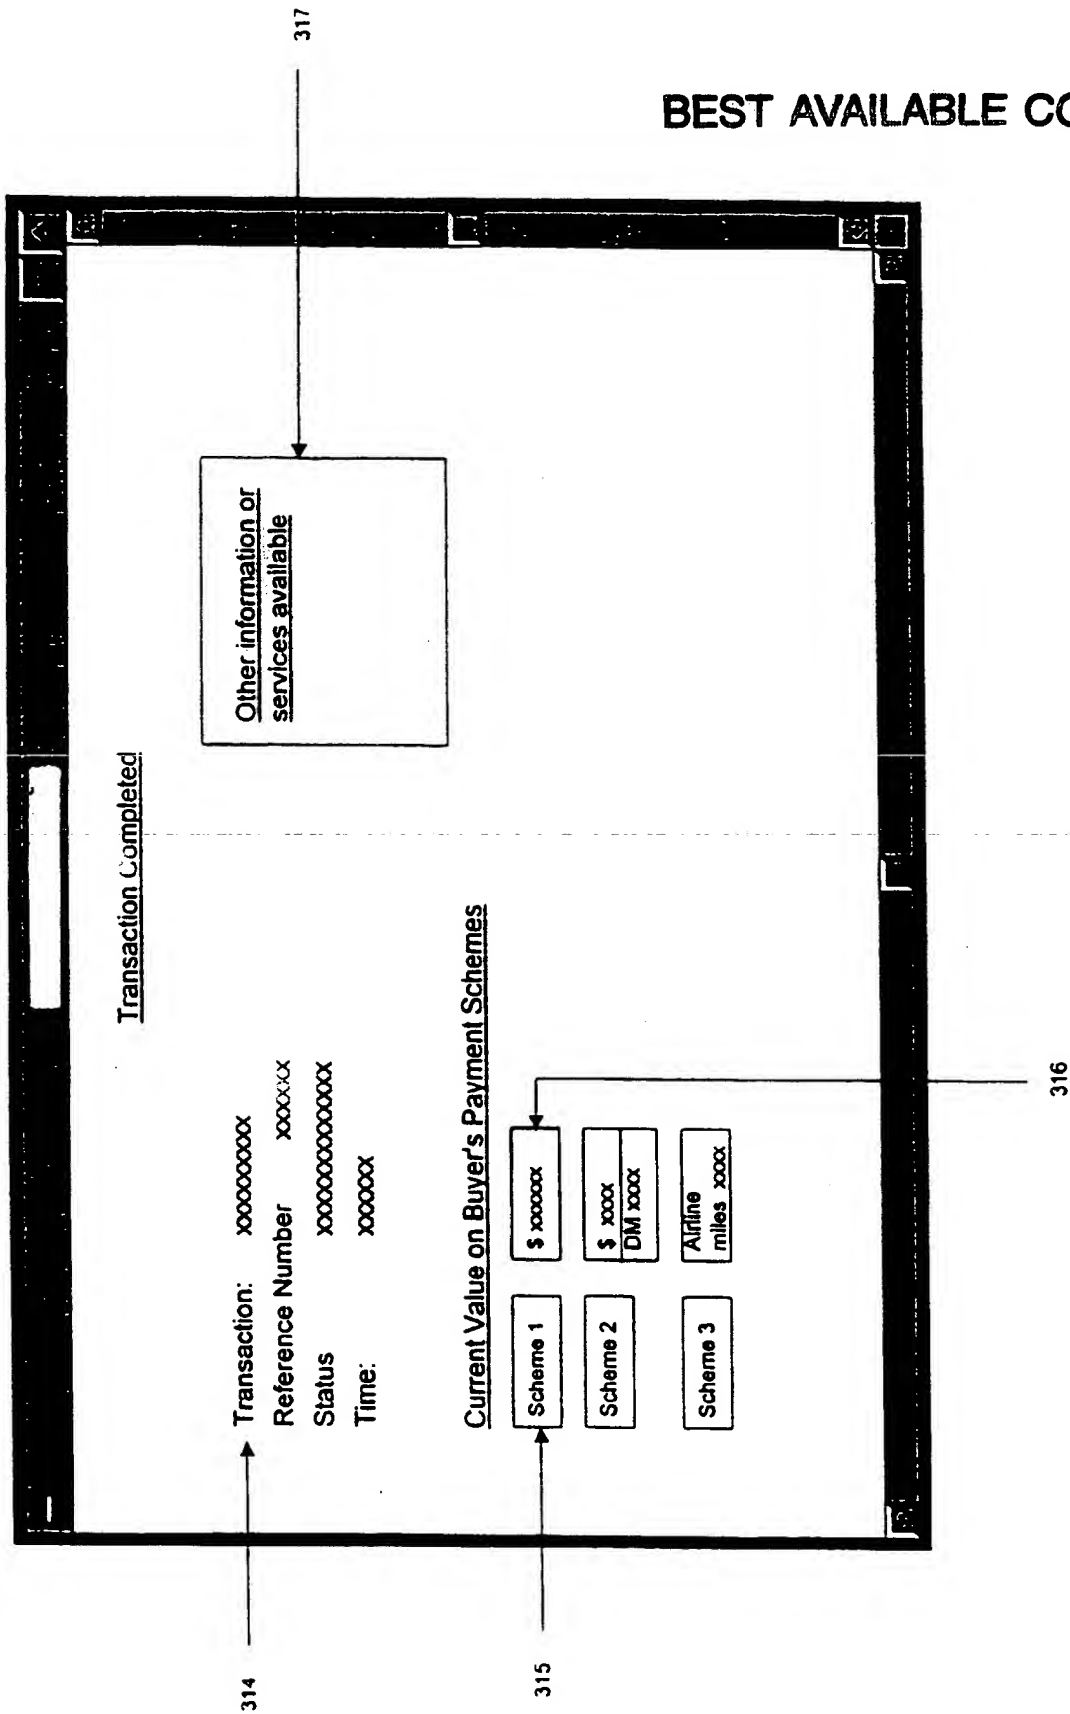 BEST AVAILABLE CO
Transaction Completed
314
Transaction: xxxxxxxxx
Reference Number xxxxxx
Status xxxxxxxxxxxxx
Time: xxxxxx
Other information or
services available
317
Current Value on Buyer's Payment Schemes
315
Scheme 1 $ xxxxxx
Scheme 2 $ xxxx
DM xxxx
Scheme 3 Airline
miles xxxx
316